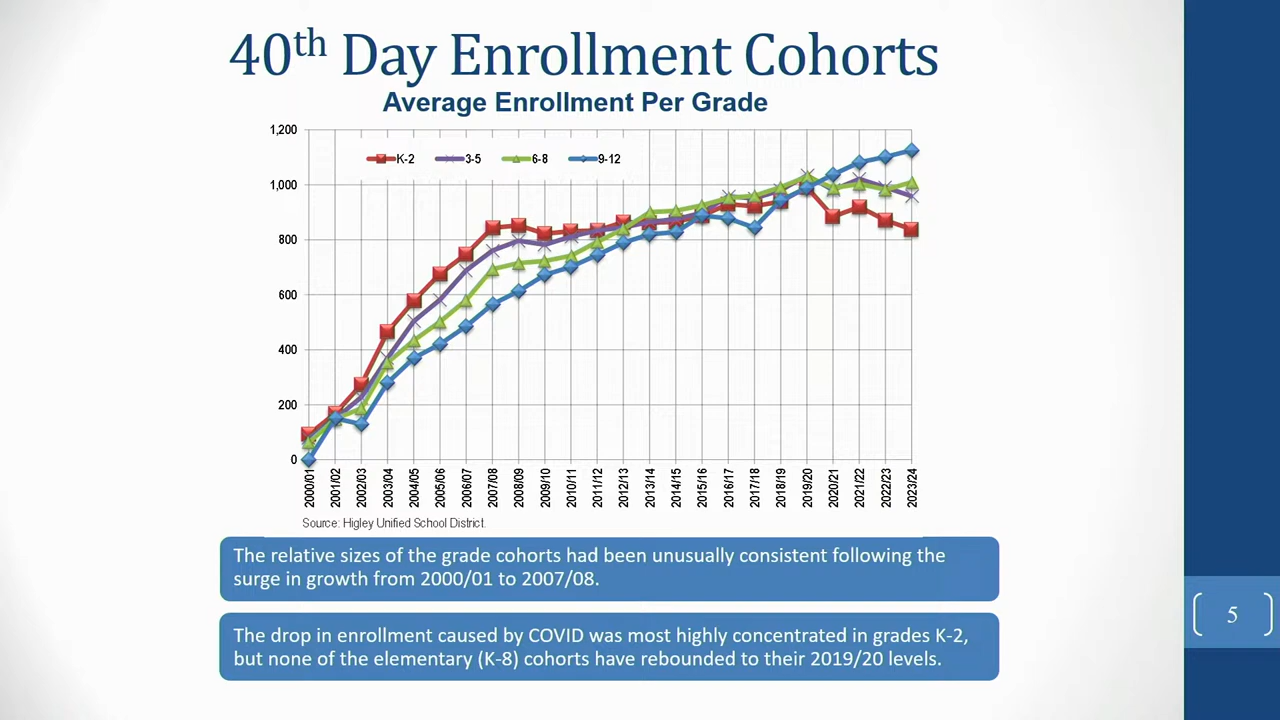 40th Day Enrollment Cohorts
Average Enrollment Per Grade
1,200
1,000
800
600
400
200
0
K-2 3-5 6-8 9-12
2000/01 2001/02 2002/03 2003/04 2004/05 2005/06 2006/07 2007/08 2008/09 2009/10 2010/11 2011/12 2012/13 2013/14 2014/15 2015/16 2016/17 2017/18 2018/19 2019/20 2020/21 2021/22 2022/23 2023/24
Source: Higley Unified School District.
The relative sizes of the grade cohorts had been unusually consistent following the
surge in growth from 2000/01 to 2007/08.
The drop in enrollment caused by COVID was most highly concentrated in grades K-2,
but none of the elementary (K-8) cohorts have rebounded to their 2019/20 levels.
5